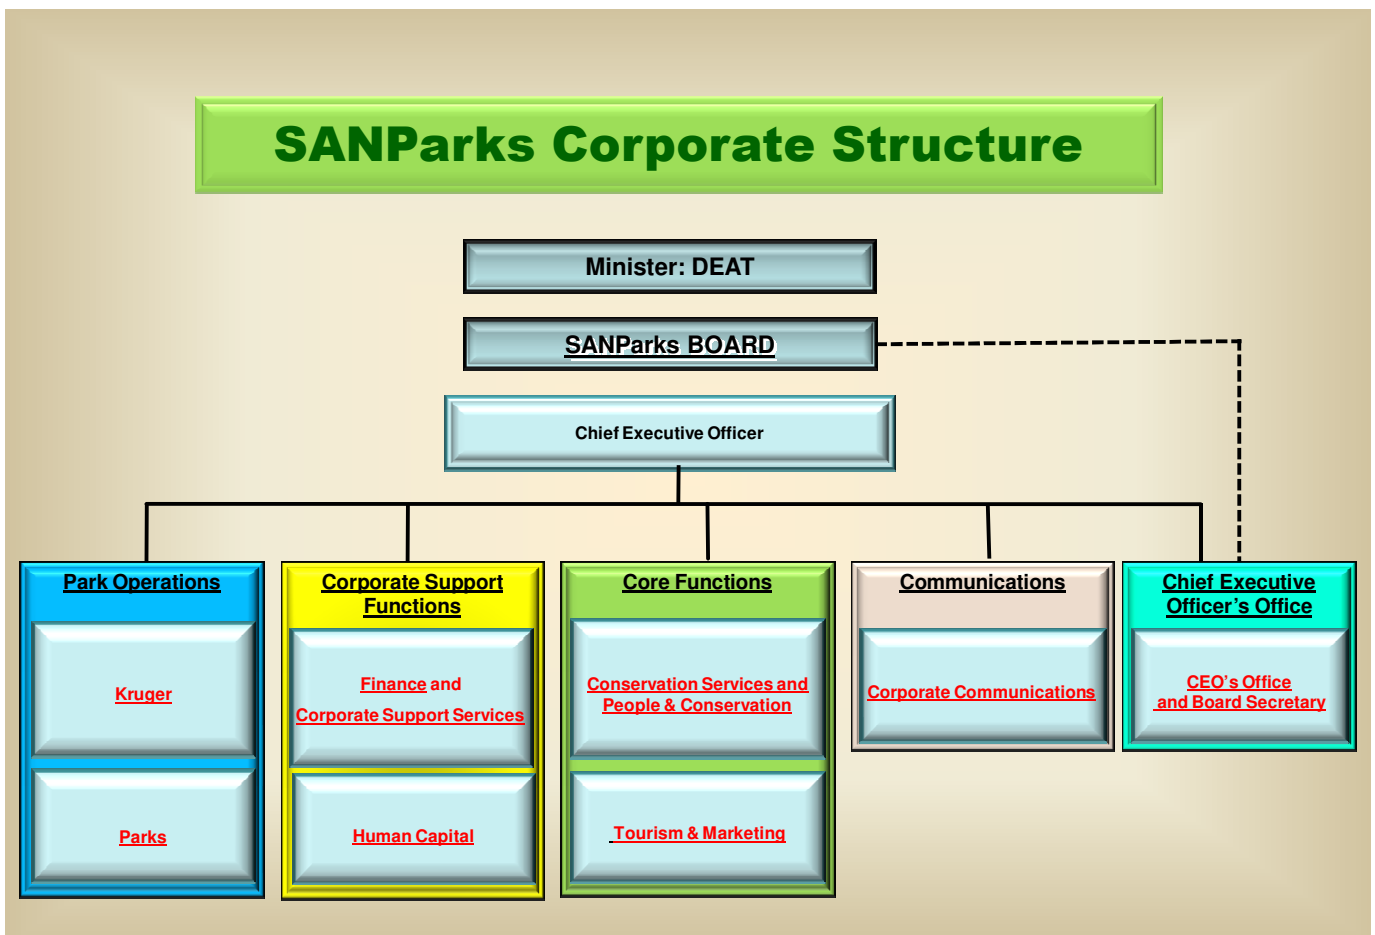 SANParks Corporate Structure
Minister: DEAT
SANParks BOARD
Chief Executive Officer
Park Operations
Kruger
Parks
Corporate Support
Functions
Finance and
Corporate Support Services
Human Capital
Core Functions
Conservation Services and
People & Conservation
Tourism & Marketing
Communications
Corporate Communications
Chief Executive
Officer’s Office
CEO’s Office
and Board Secretary